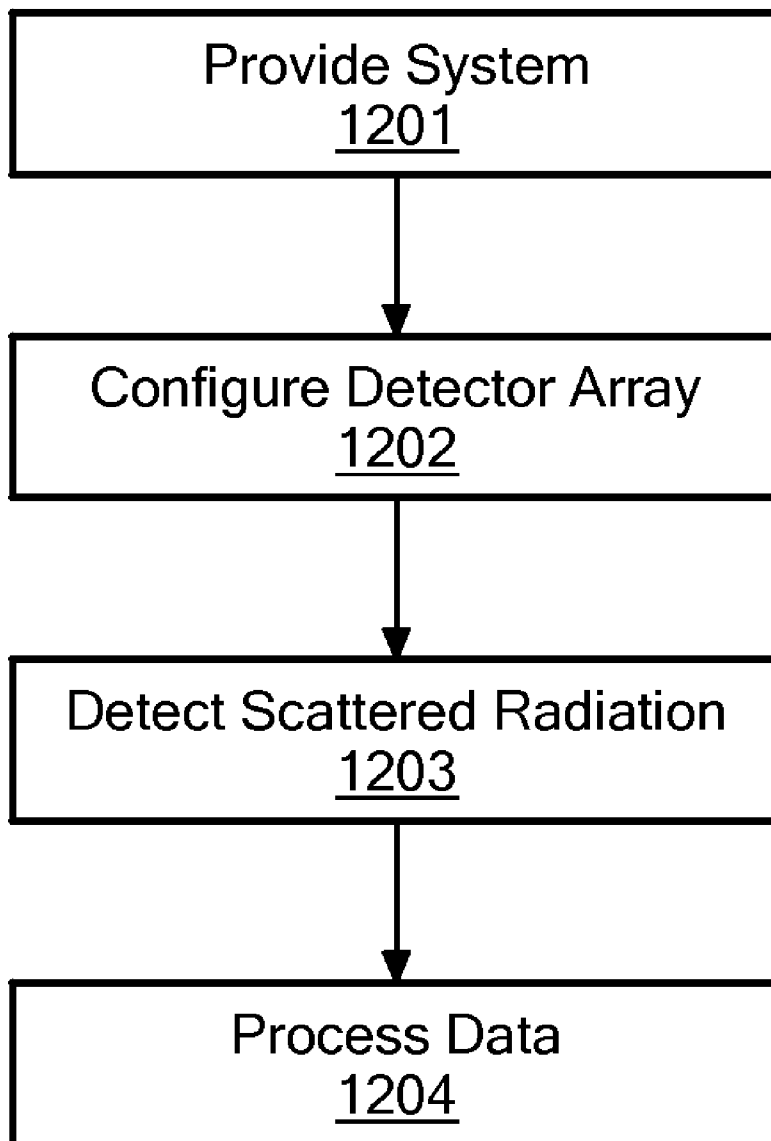 Provide System
1201
Configure Detector Array
1202
Detect Scattered Radiation
1203
Process Data
1204